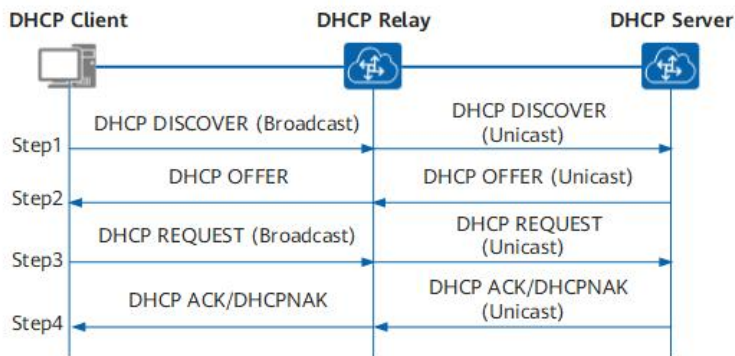 DHCP Client
DHCP Relay
DHCP Server
DHCP DISCOVER (Broadcast)
DHCP DISCOVER
(Unicast)
Step1
DHCP OFFER
DHCP OFFER (Unicast)
Step2
DHCP REQUEST (Broadcast)
DHCP REQUEST
(Unicast)
Step3
DHCP ACK/DHCPNAK
DHCP ACK/DHCPNAK
(Unicast)
Step4